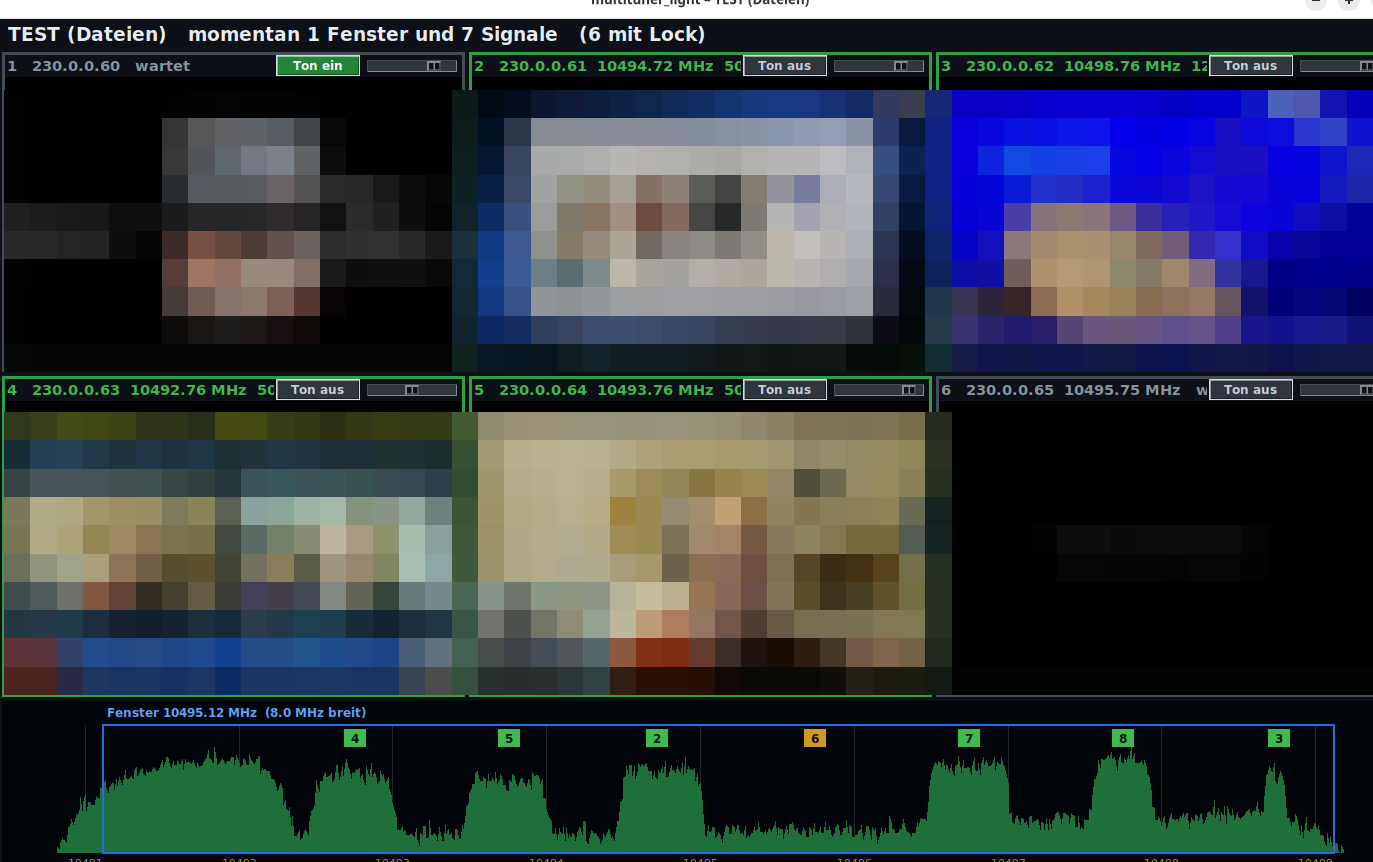 TEST (Dateien) momentan 1 Fenster und 7 Signale (6 mit Lock)
1 230.0.0.60 wartet Ton ein
2 230.0.0.61 10494.72 MHz 50 Ton aus
3 230.0.0.62 10498.76 MHz 12 Ton aus
4 230.0.0.63 10492.76 MHz 50 Ton aus
5 230.0.0.64 10493.76 MHz 50 Ton aus
6 230.0.0.65 10495.75 MHz w Ton aus
Fenster 10495.12 MHz (8.0 MHz breit)
4 5 2 6 7 8 3